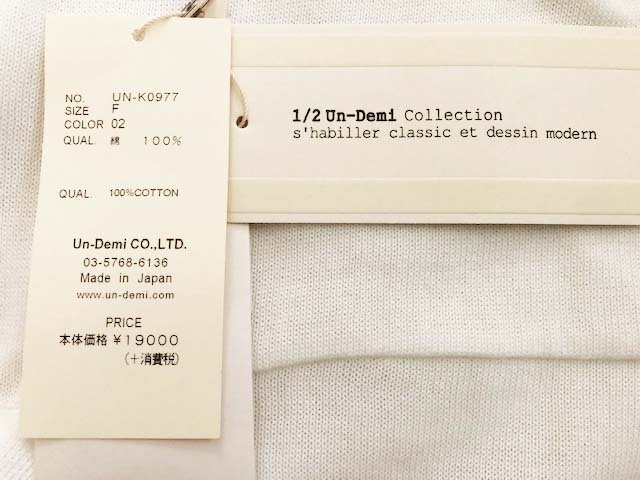 NO. UN-K0977
SIZE F
COLOR 02
QUAL. 綿 100%
QUAL. 100%COTTON
Un-Demi CO.,LTD.
03-5768-6136
Made in Japan
www.un-demi.com
PRICE
本体価格 ¥19000
(+消費税)
1/2 Un-Demi Collection
s'habiller classic et dessin modern